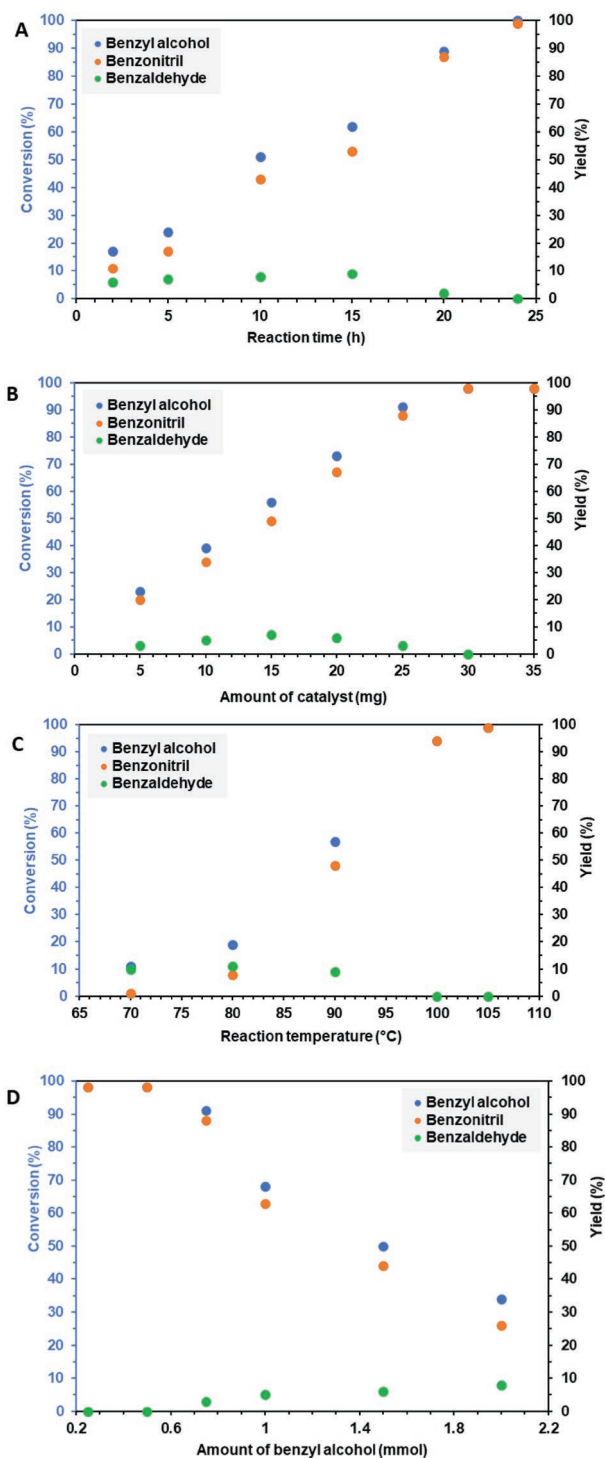 A
Benzyl alcohol
Benzonitril
Benzaldehyde
Conversion (%)
Yield (%)
100
90
80
70
60
50
40
30
20
10
0
100
90
80
70
60
50
40
30
20
10
0
0 5 10 15 20 25
Reaction time (h)
B
Benzyl alcohol
Benzonitril
Benzaldehyde
Conversion (%)
Yield (%)
100
90
80
70
60
50
40
30
20
10
0
100
90
80
70
60
50
40
30
20
10
0
0 5 10 15 20 25 30 35
Amount of catalyst (mg)
C
Benzyl alcohol
Benzonitril
Benzaldehyde
Conversion (%)
Yield (%)
100
90
80
70
60
50
40
30
20
10
0
100
90
80
70
60
50
40
30
20
10
0
65 70 75 80 85 90 95 100 105 110
Reaction temperature (°C)
D
Benzyl alcohol
Benzonitril
Benzaldehyde
Conversion (%)
Yield (%)
100
90
80
70
60
50
40
30
20
10
0
100
90
80
70
60
50
40
30
20
10
0
0.2 0.6 1 1.4 1.8 2.2
Amount of benzyl alcohol (mmol)